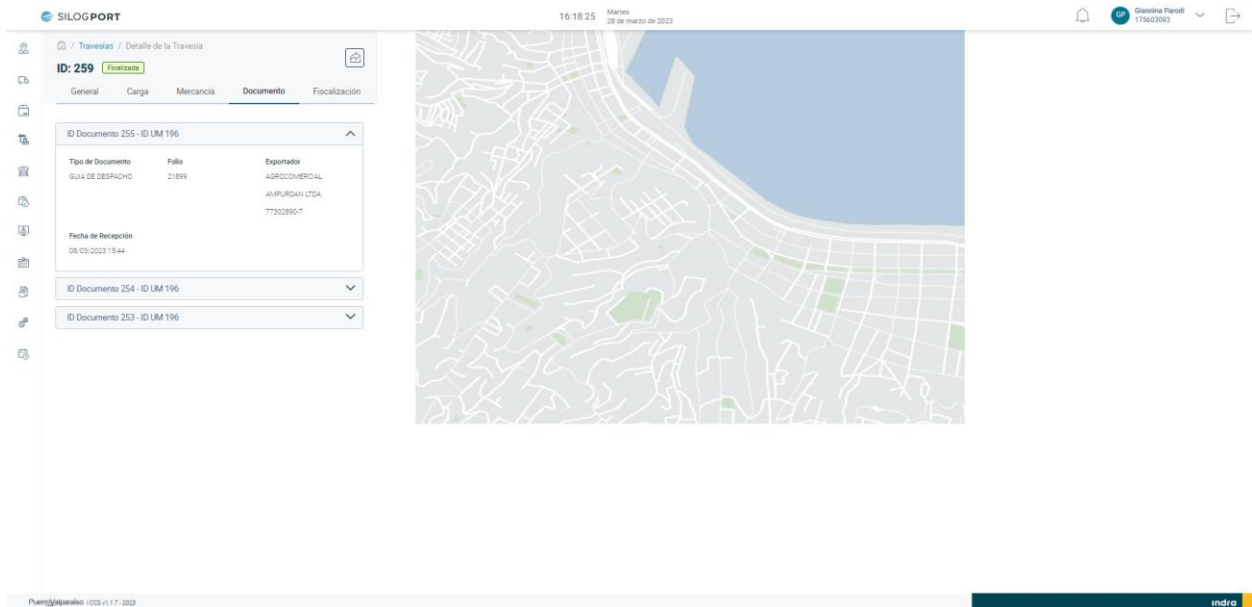 SILOGPORT
16:18:25
Martes
28 de marzo de 2023
GP
Giannina Parodi
175603093
/ Travesías / Detalle de la Travesía
ID: 259 Finalizada
General Carga Mercancía Documento Fiscalización
ID Documento 255 - ID UM 196
Tipo de Documento Folio Exportador
GUIA DE DESPACHO 21899 AGROCOMERCIAL
AMPURDAN LTDA.
77302890-7
Fecha de Recepción
08/03/2023 15:44
ID Documento 254 - ID UM 196
ID Documento 253 - ID UM 196
PuertoValparaíso | CCS v1.1.7 - 2023
indra